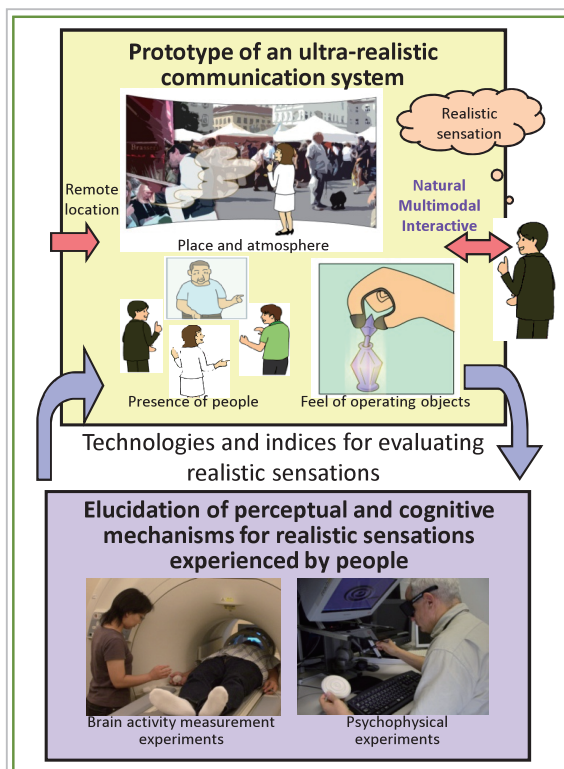 Prototype of an ultra-realistic
communication system
Realistic
sensation
Remote
location
Natural
Multimodal
Interactive
Place and atmosphere
Presence of people
Feel of operating objects
Technologies and indices for evaluating
realistic sensations
Elucidation of perceptual and cognitive
mechanisms for realistic sensations
experienced by people
Brain activity measurement
experiments
Psychophysical
experiments